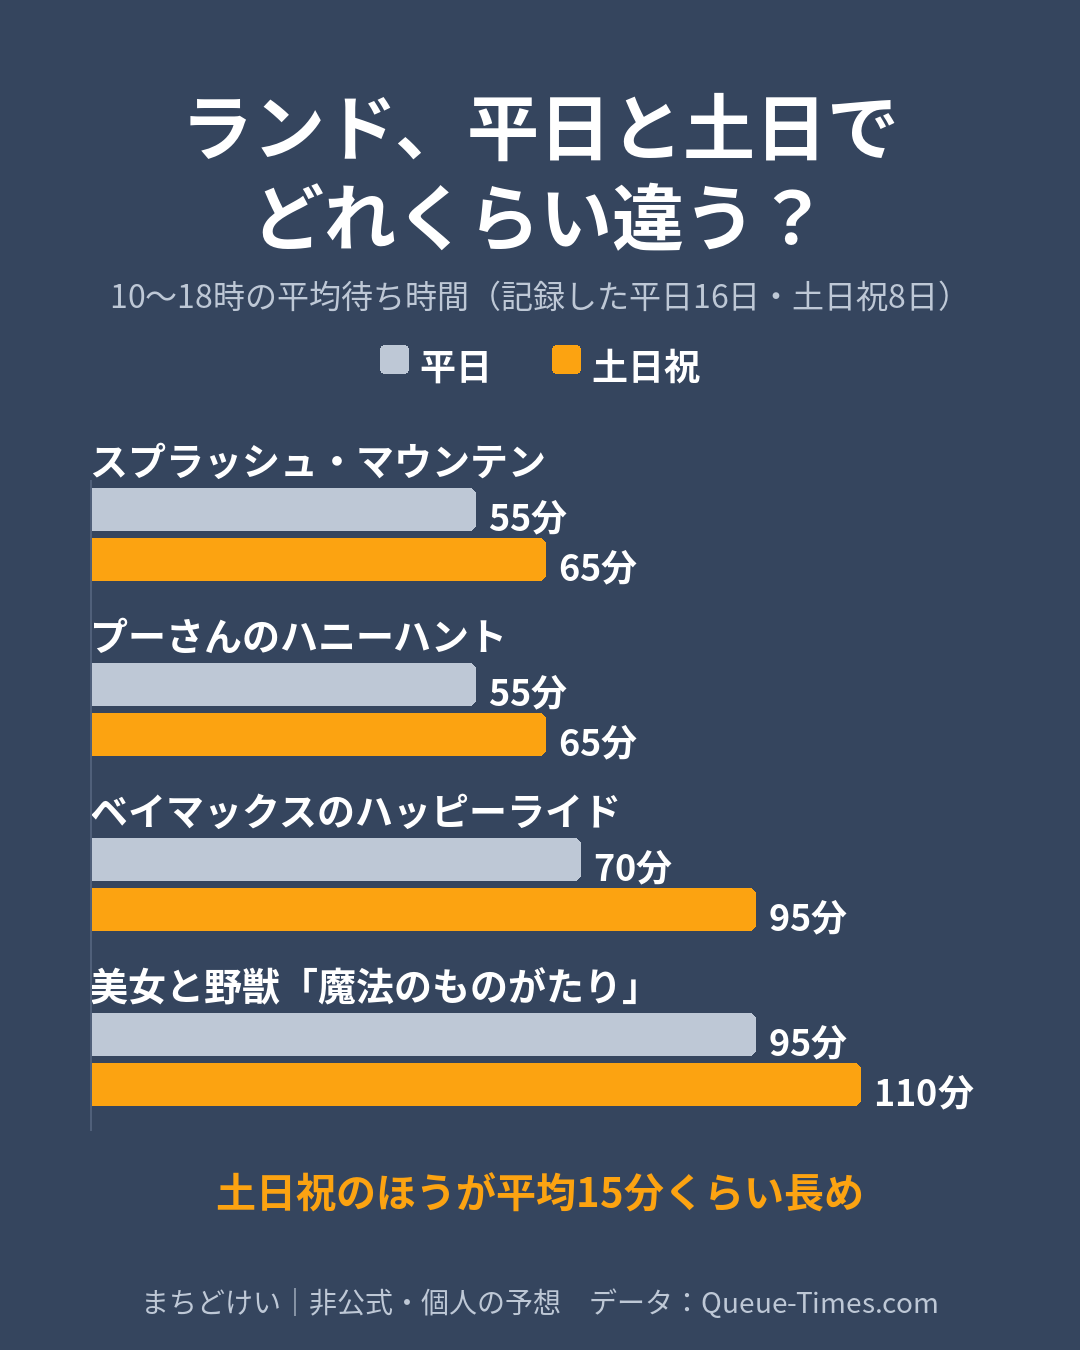 ランド、平日と土日で
どれくらい違う？
10〜18時の平均待ち時間（記録した平日16日・土日祝8日）
平日 土日祝
スプラッシュ・マウンテン
55分
65分
プーさんのハニーハント
55分
65分
ベイマックスのハッピーライド
70分
95分
美女と野獣「魔法のものがたり」
95分
110分
土日祝のほうが平均15分くらい長め
まちどけい｜非公式・個人の予想　データ：Queue-Times.com